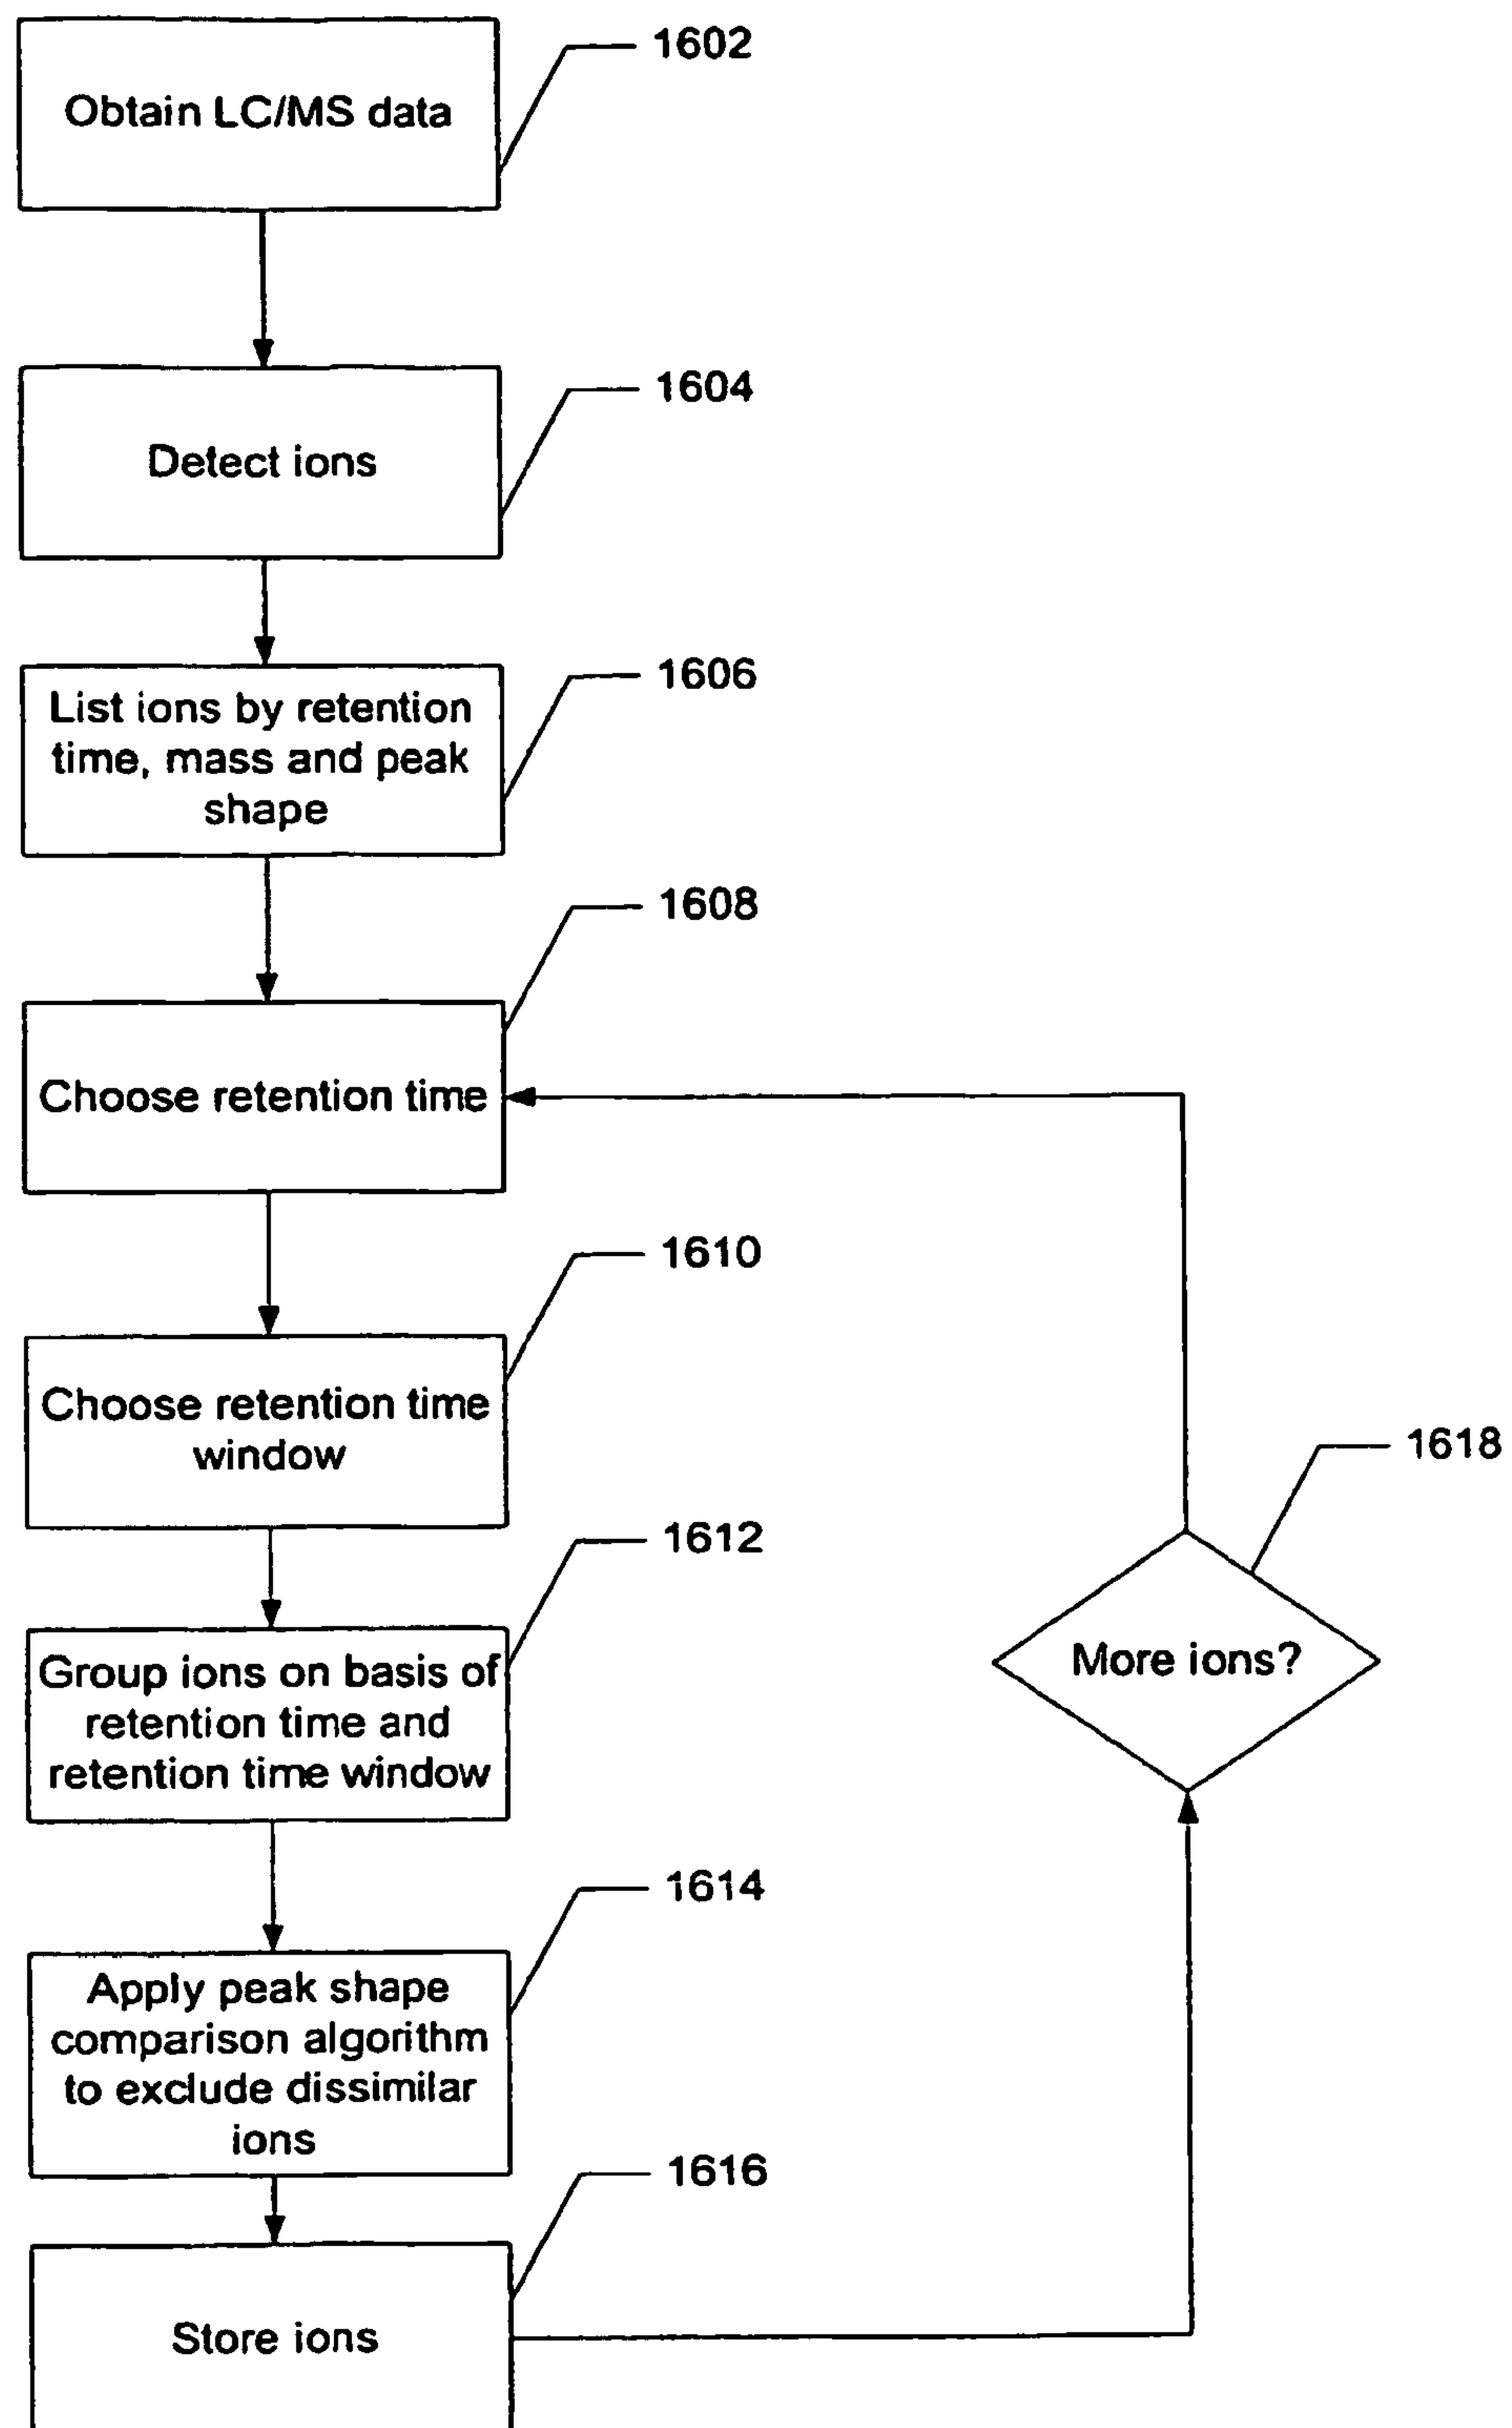 1602
Obtain LC/MS data
1604
Detect ions
1606
List ions by retention
time, mass and peak
shape
1608
Choose retention time
1610
Choose retention time
window
1618
1612
More ions?
Group ions on basis of
retention time and
retention time window
1614
Apply peak shape
comparison algorithm
to exclude dissimilar
ions
1616
Store ions